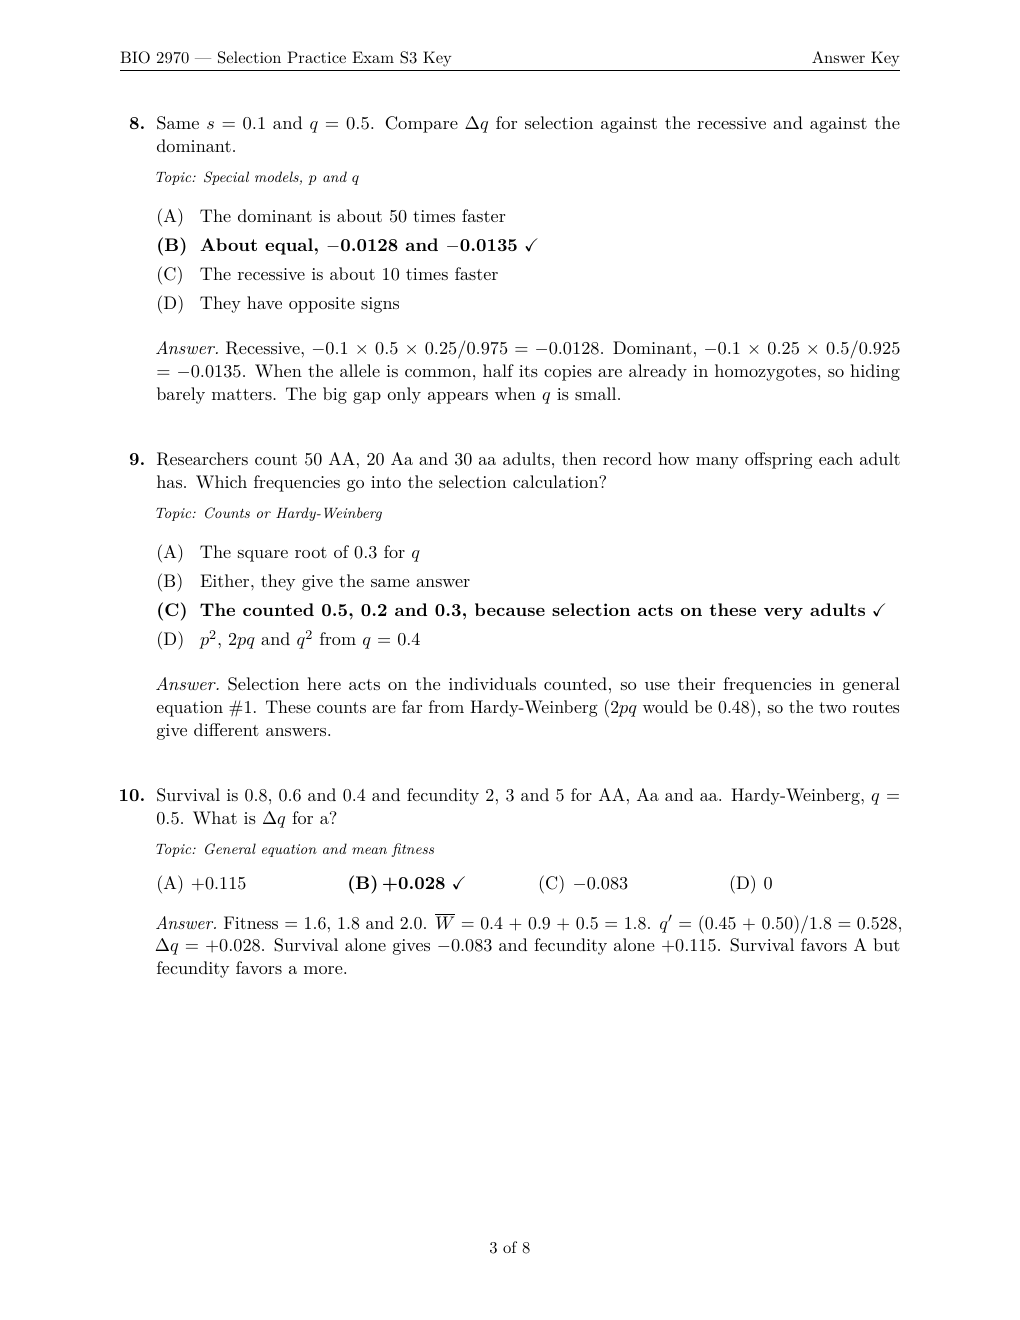 BIO 2970 — Selection Practice Exam S3 Key Answer Key
8. Same s = 0.1 and q = 0.5. Compare Δq for selection against the recessive and against the
dominant.
Topic: Special models, p and q
(A) The dominant is about 50 times faster
(B) About equal, −0.0128 and −0.0135 ✓
(C) The recessive is about 10 times faster
(D) They have opposite signs
Answer. Recessive, −0.1 × 0.5 × 0.25/0.975 = −0.0128. Dominant, −0.1 × 0.25 × 0.5/0.925
= −0.0135. When the allele is common, half its copies are already in homozygotes, so hiding
barely matters. The big gap only appears when q is small.
9. Researchers count 50 AA, 20 Aa and 30 aa adults, then record how many offspring each adult
has. Which frequencies go into the selection calculation?
Topic: Counts or Hardy-Weinberg
(A) The square root of 0.3 for q
(B) Either, they give the same answer
(C) The counted 0.5, 0.2 and 0.3, because selection acts on these very adults ✓
(D) p², 2pq and q² from q = 0.4
Answer. Selection here acts on the individuals counted, so use their frequencies in general
equation #1. These counts are far from Hardy-Weinberg (2pq would be 0.48), so the two routes
give different answers.
10. Survival is 0.8, 0.6 and 0.4 and fecundity 2, 3 and 5 for AA, Aa and aa. Hardy-Weinberg, q =
0.5. What is Δq for a?
Topic: General equation and mean fitness
(A) +0.115 (B) +0.028 ✓ (C) −0.083 (D) 0
Answer. Fitness = 1.6, 1.8 and 2.0. W̅ = 0.4 + 0.9 + 0.5 = 1.8. q′ = (0.45 + 0.50)/1.8 = 0.528,
Δq = +0.028. Survival alone gives −0.083 and fecundity alone +0.115. Survival favors A but
fecundity favors a more.
3 of 8